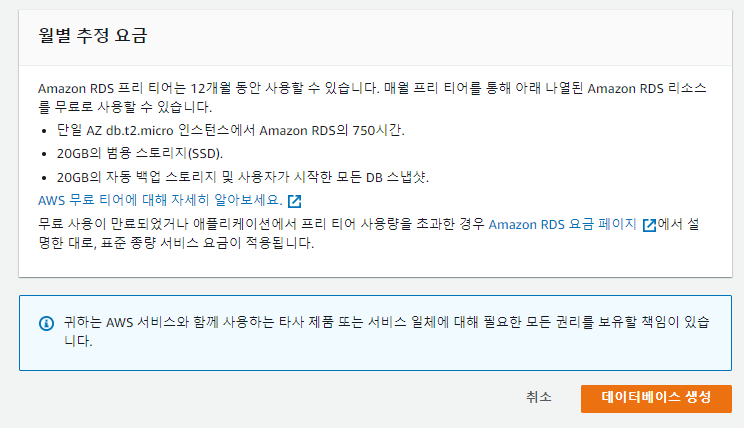 월별 추정 요금
Amazon RDS 프리 티어는 12개월 동안 사용할 수 있습니다. 매월 프리 티어를 통해 아래 나열된 Amazon RDS 리소스
를 무료로 사용할 수 있습니다.
• 단일 AZ db.t2.micro 인스턴스에서 Amazon RDS의 750시간.
• 20GB의 범용 스토리지(SSD).
• 20GB의 자동 백업 스토리지 및 사용자가 시작한 모든 DB 스냅샷.
AWS 무료 티어에 대해 자세히 알아보세요.
무료 사용이 만료되었거나 애플리케이션에서 프리 티어 사용량을 초과한 경우 Amazon RDS 요금 페이지 에서 설
명한 대로, 표준 종량 서비스 요금이 적용됩니다.
귀하는 AWS 서비스와 함께 사용하는 타사 제품 또는 서비스 일체에 대해 필요한 모든 권리를 보유할 책임이 있습
니다.
취소 데이터베이스 생성